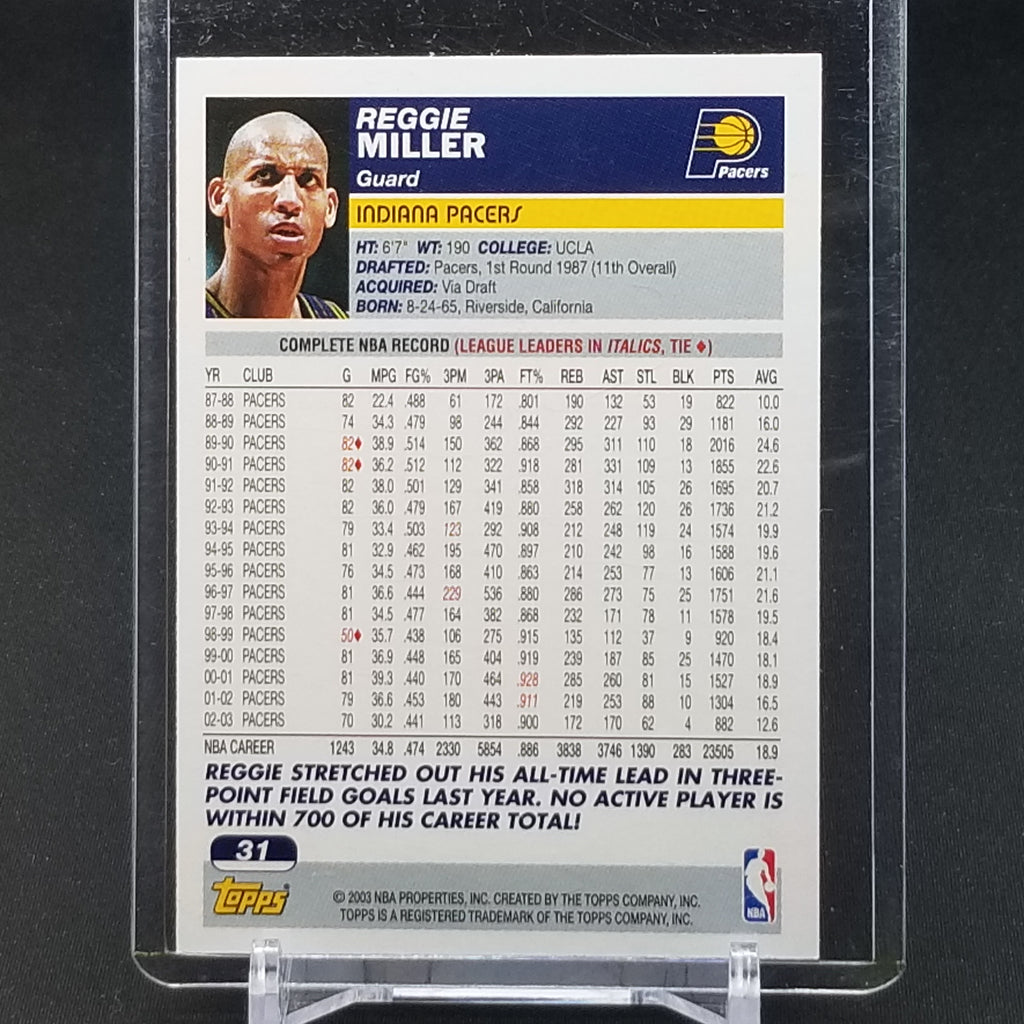 REGGIE
MILLER
Guard
Pacers
INDIANA PACERS
HT: 6'7" WT: 190 COLLEGE: UCLA
DRAFTED: Pacers, 1st Round 1987 (11th Overall)
ACQUIRED: Via Draft
BORN: 8-24-65, Riverside, California
COMPLETE NBA RECORD (LEAGUE LEADERS IN ITALICS, TIE ♦)
YR CLUB G MPG FG% 3PM 3PA FT% REB AST STL BLK PTS AVG
87-88 PACERS 82 22.4 .488 61 172 .801 190 132 53 19 822 10.0
88-89 PACERS 74 34.3 .479 98 244 .844 292 227 93 29 1181 16.0
89-90 PACERS 82♦ 38.9 .514 150 362 .868 295 311 110 18 2016 24.6
90-91 PACERS 82♦ 36.2 .512 112 322 .918 281 331 109 13 1855 22.6
91-92 PACERS 82 38.0 .501 129 341 .858 318 314 105 26 1695 20.7
92-93 PACERS 82 36.0 .479 167 419 .880 258 262 120 26 1736 21.2
93-94 PACERS 79 33.4 .503 123 292 .908 212 248 119 24 1574 19.9
94-95 PACERS 81 32.9 .462 195 470 .897 210 242 98 16 1588 19.6
95-96 PACERS 76 34.5 .473 168 410 .863 214 253 77 13 1606 21.1
96-97 PACERS 81 36.6 .444 229 536 .880 286 273 75 25 1751 21.6
97-98 PACERS 81 34.5 .477 164 382 .868 232 171 78 11 1578 19.5
98-99 PACERS 50♦ 35.7 .438 106 275 .915 135 112 37 9 920 18.4
99-00 PACERS 81 36.9 .448 165 404 .919 239 187 85 25 1470 18.1
00-01 PACERS 81 39.3 .440 170 464 .928 285 260 81 15 1527 18.9
01-02 PACERS 79 36.6 .453 180 443 .911 219 253 88 10 1304 16.5
02-03 PACERS 70 30.2 .441 113 318 .900 172 170 62 4 882 12.6
NBA CAREER 1243 34.8 .474 2330 5854 .886 3838 3746 1390 283 23505 18.9
REGGIE STRETCHED OUT HIS ALL-TIME LEAD IN THREE-
POINT FIELD GOALS LAST YEAR. NO ACTIVE PLAYER IS
WITHIN 700 OF HIS CAREER TOTAL!
31
topps®
© 2003 NBA PROPERTIES, INC. CREATED BY THE TOPPS COMPANY, INC.
TOPPS IS A REGISTERED TRADEMARK OF THE TOPPS COMPANY, INC.
NBA